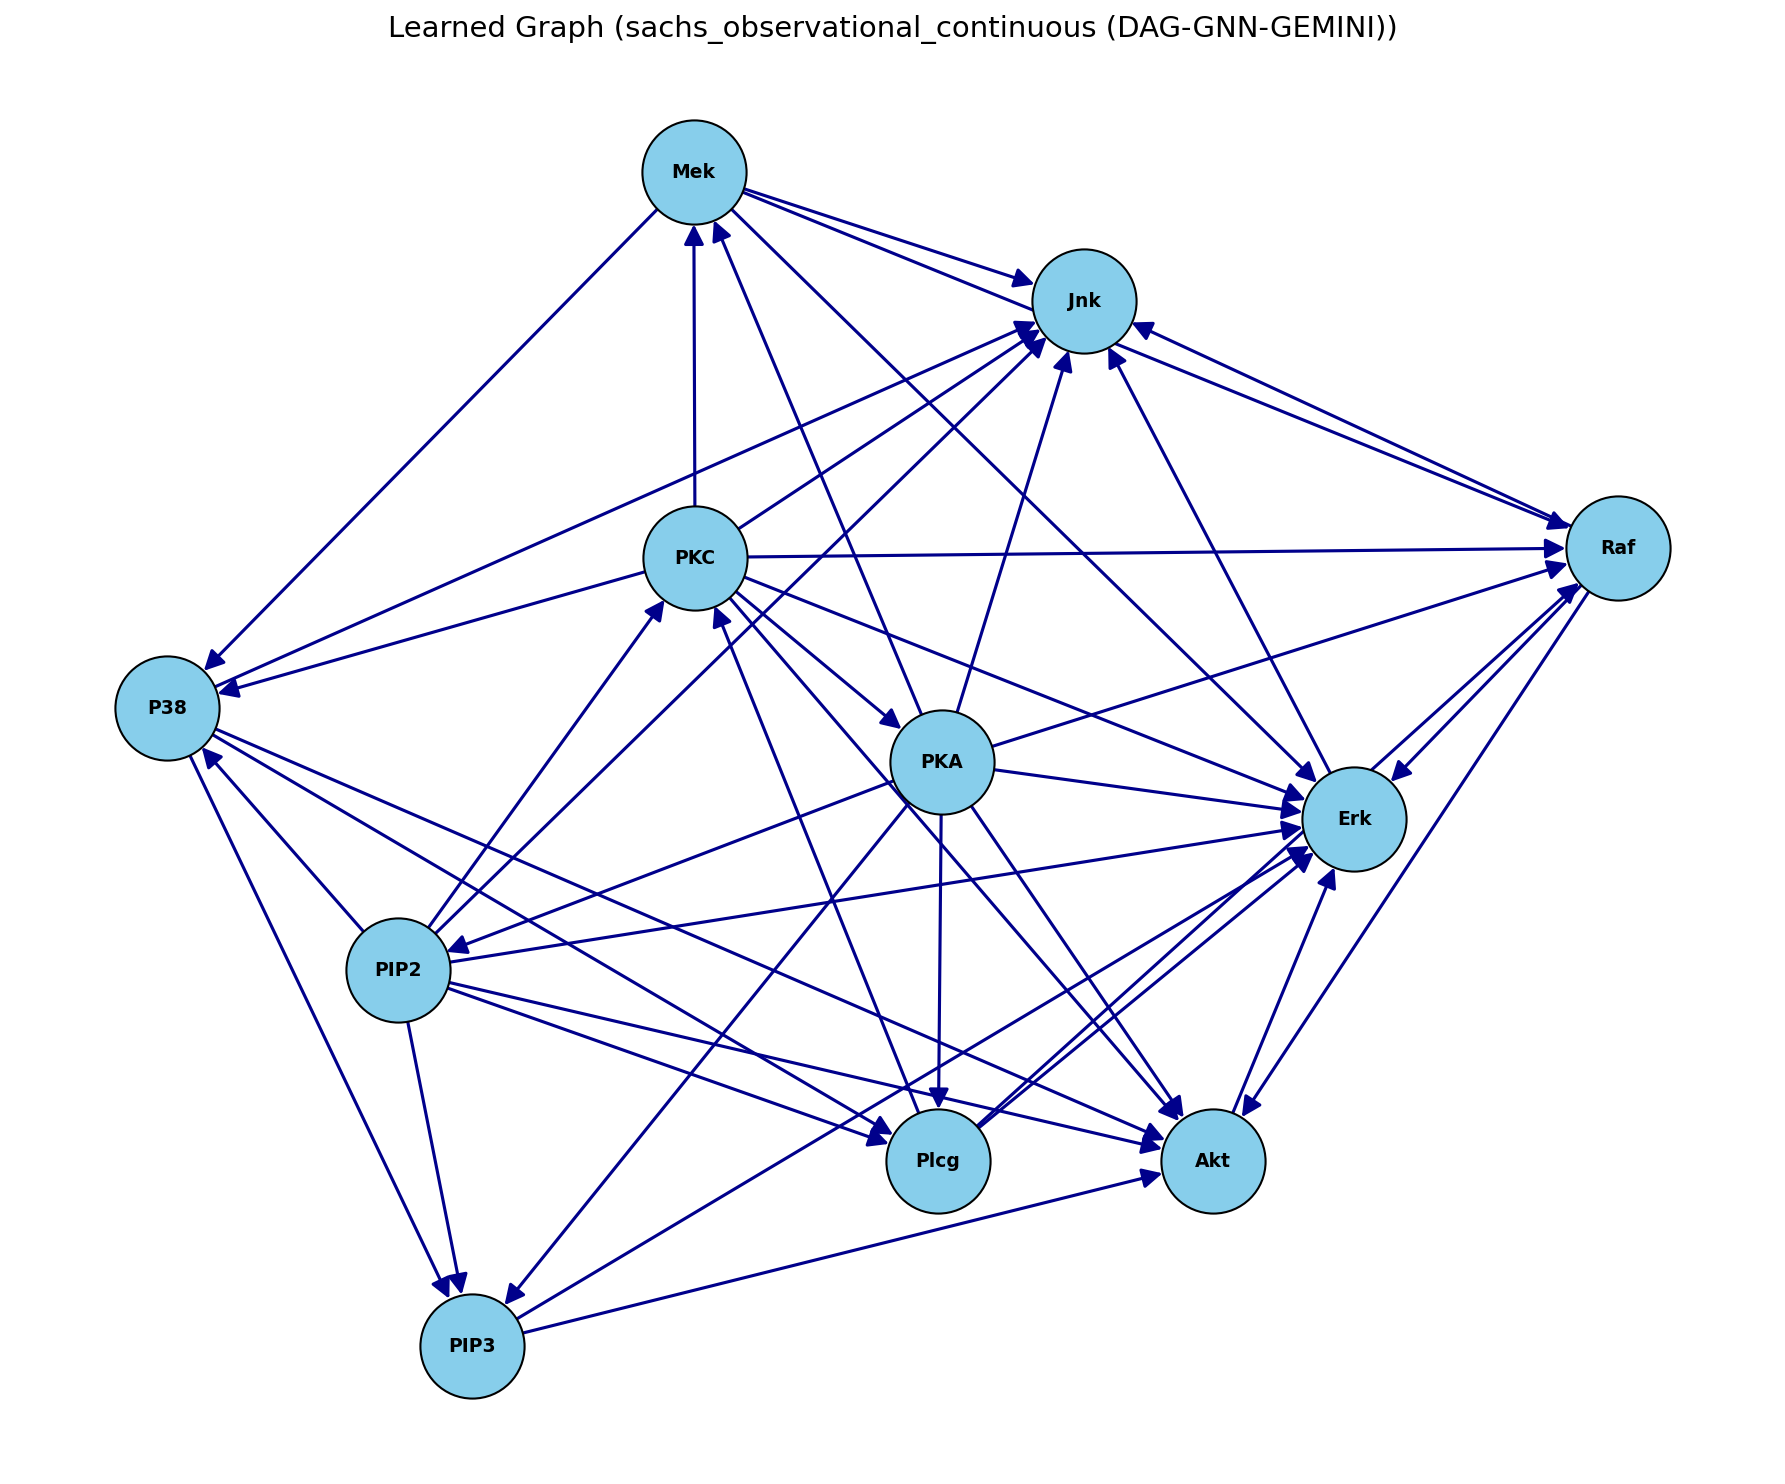 Learned Graph (sachs_observational_continuous (DAG-GNN-GEMINI))
Mek
Jnk
Raf
PKC
P38
PKA
Erk
PIP2
Plcg
Akt
PIP3